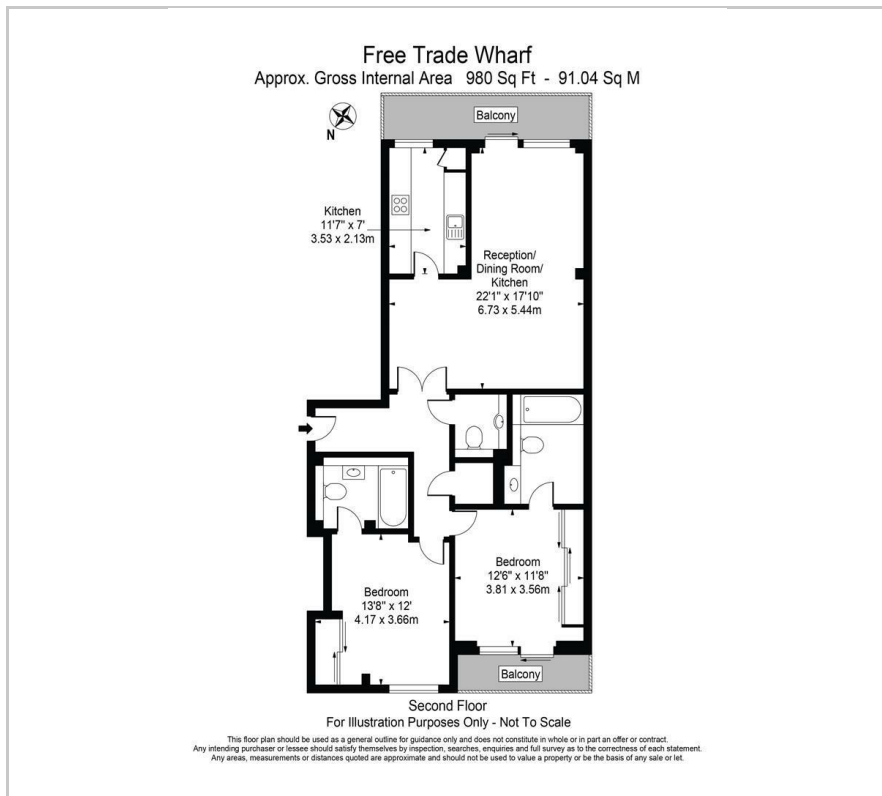 Free Trade Wharf
Approx. Gross Internal Area 980 Sq Ft - 91.04 Sq M
N
Balcony
Kitchen
11'7" x 7'
3.53 x 2.13m
Reception/
Dining Room/
Kitchen
22'1" x 17'10"
6.73 x 5.44m
Bedroom
12'6" x 11'8"
3.81 x 3.56m
Bedroom
13'8" x 12'
4.17 x 3.66m
Balcony
Second Floor
For Illustration Purposes Only - Not To Scale
This floor plan should be used as a general outline for guidance only and does not constitute in whole or in part an offer or contract.
Any intending purchaser or lessee should satisfy themselves by inspection, searches, enquiries and full survey as to the correctness of each statement.
Any areas, measurements or distances quoted are approximate and should not be used to value a property or be the basis of any sale or let.